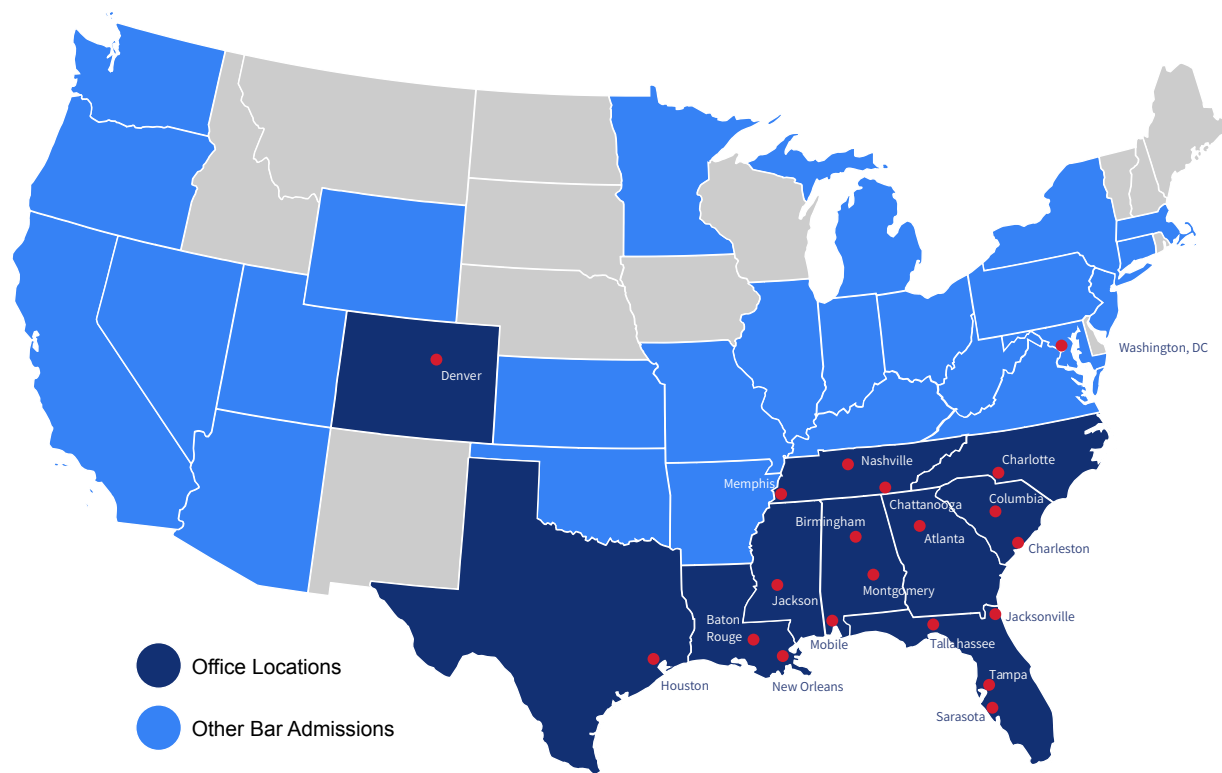 Washington, DC
Denver
Nashville
Charlotte
Memphis
Chattanooga
Columbia
Birmingham
Atlanta
Charleston
Montgomery
Jackson
Baton
Rouge
Jacksonville
Mobile
Tallahassee
Houston
New Orleans
Tampa
Sarasota
Office Locations
Other Bar Admissions